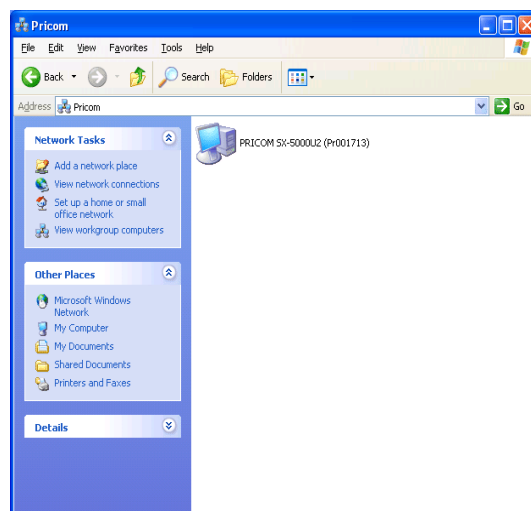 Pricom
File Edit View Favorites Tools Help
Back Search Folders
Address Pricom Go
Network Tasks
Add a network place
View network connections
Set up a home or small
office network
View workgroup computers
Other Places
Microsoft Windows
Network
My Computer
My Documents
Shared Documents
Printers and Faxes
Details
PRICOM SX-5000U2 (Pr001713)